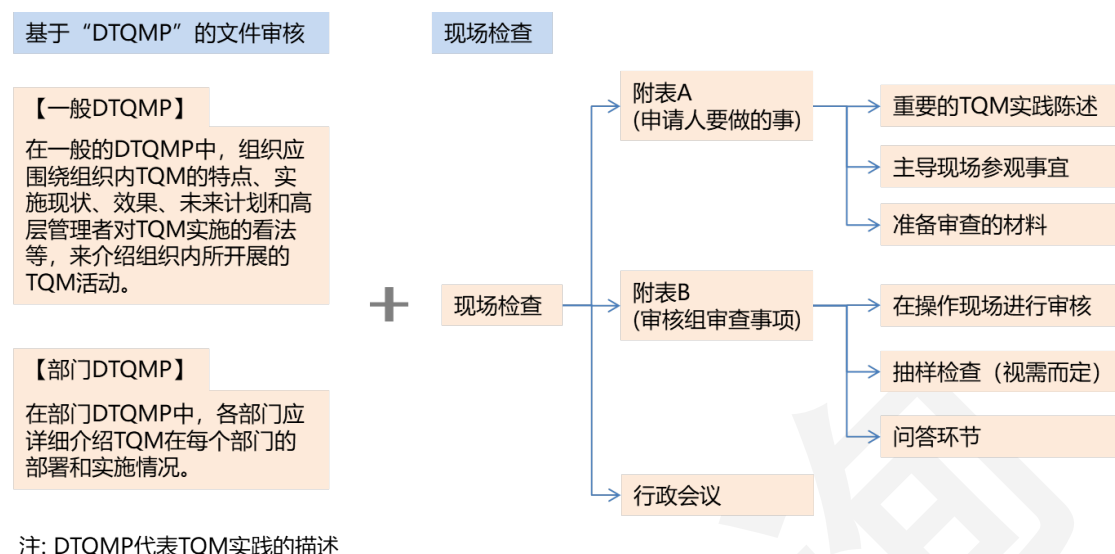 基于“DTQMP”的文件审核
现场检查
【一般DTQMP】
在一般的DTQMP中，组织应
围绕组织内TQM的特点、实
施现状、效果、未来计划和高
层管理者对TQM实施的看法
等，来介绍组织内所开展的
TQM活动。
【部门DTQMP】
在部门DTQMP中，各部门应
详细介绍TQM在每个部门的
部署和实施情况。
注: DTQMP代表TQM实践的描述
+
现场检查
附表A
(申请人要做的事)
重要的TQM实践陈述
主导现场参观事宜
准备审查的材料
附表B
(审核组审查事项)
在操作现场进行审核
抽样检查（视需而定）
问答环节
行政会议
询